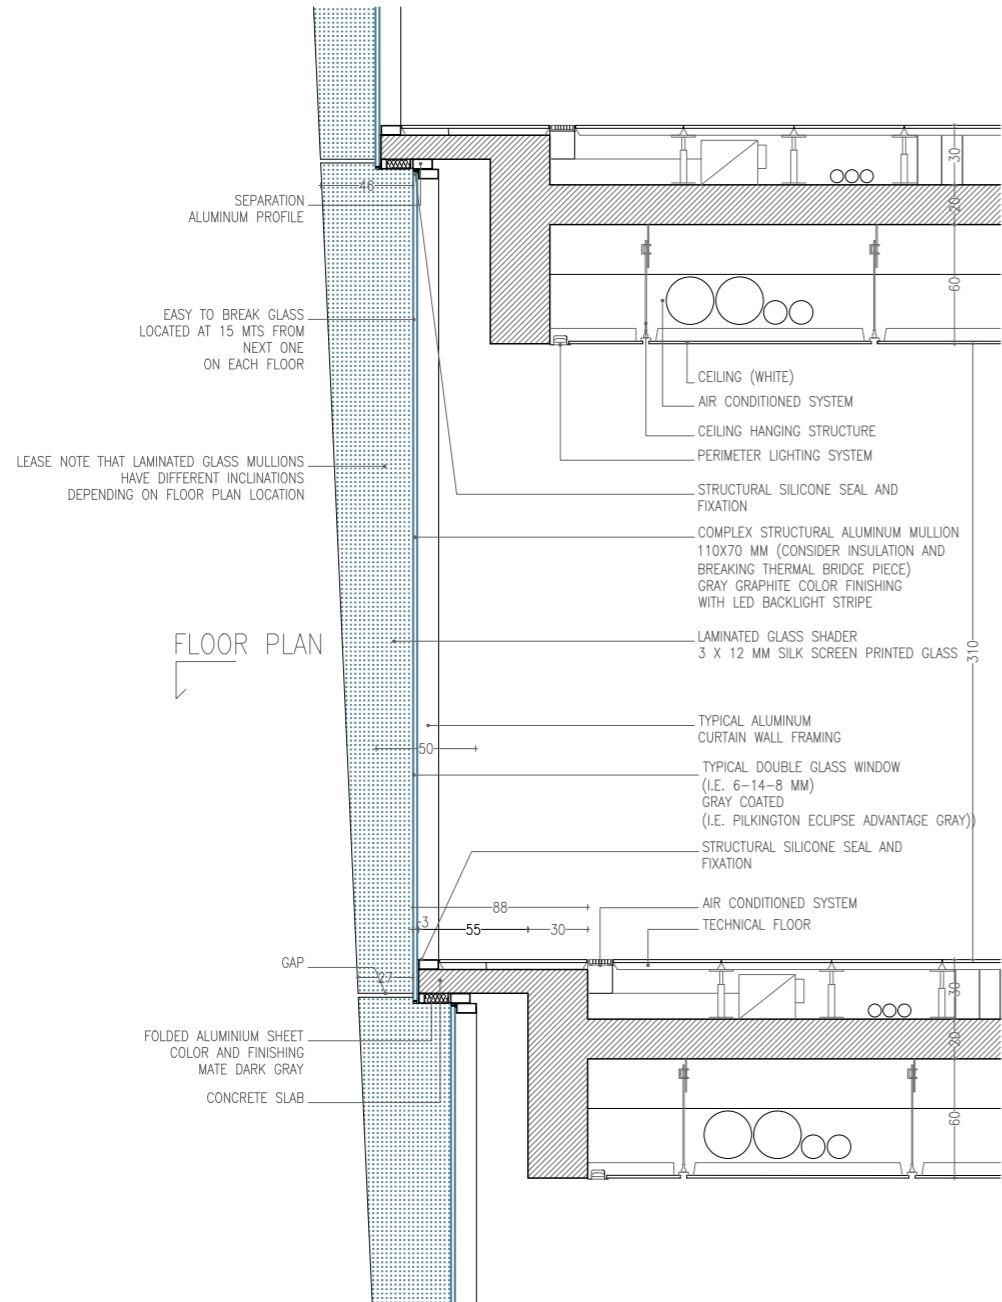 30
20
60
46
SEPARATION
ALUMINUM PROFILE
EASY TO BREAK GLASS
LOCATED AT 15 MTS FROM
NEXT ONE
ON EACH FLOOR
CEILING (WHITE)
AIR CONDITIONED SYSTEM
CEILING HANGING STRUCTURE
PERIMETER LIGHTING SYSTEM
LEASE NOTE THAT LAMINATED GLASS MULLIONS
HAVE DIFFERENT INCLINATIONS
DEPENDING ON FLOOR PLAN LOCATION
STRUCTURAL SILICONE SEAL AND
FIXATION
COMPLEX STRUCTURAL ALUMINUM MULLION
110X70 MM (CONSIDER INSULATION AND
BREAKING THERMAL BRIDGE PIECE)
GRAY GRAPHITE COLOR FINISHING
WITH LED BACKLIGHT STRIPE
FLOOR PLAN
LAMINATED GLASS SHADER
3 X 12 MM SILK SCREEN PRINTED GLASS
310
TYPICAL ALUMINUM
CURTAIN WALL FRAMING
50
TYPICAL DOUBLE GLASS WINDOW
(I.E. 6-14-8 MM)
GRAY COATED
(I.E. PILKINGTON ECLIPSE ADVANTAGE GRAY))
STRUCTURAL SILICONE SEAL AND
FIXATION
88
3
55
30
AIR CONDITIONED SYSTEM
TECHNICAL FLOOR
GAP
27
30
20
60
FOLDED ALUMINIUM SHEET
COLOR AND FINISHING
MATE DARK GRAY
CONCRETE SLAB